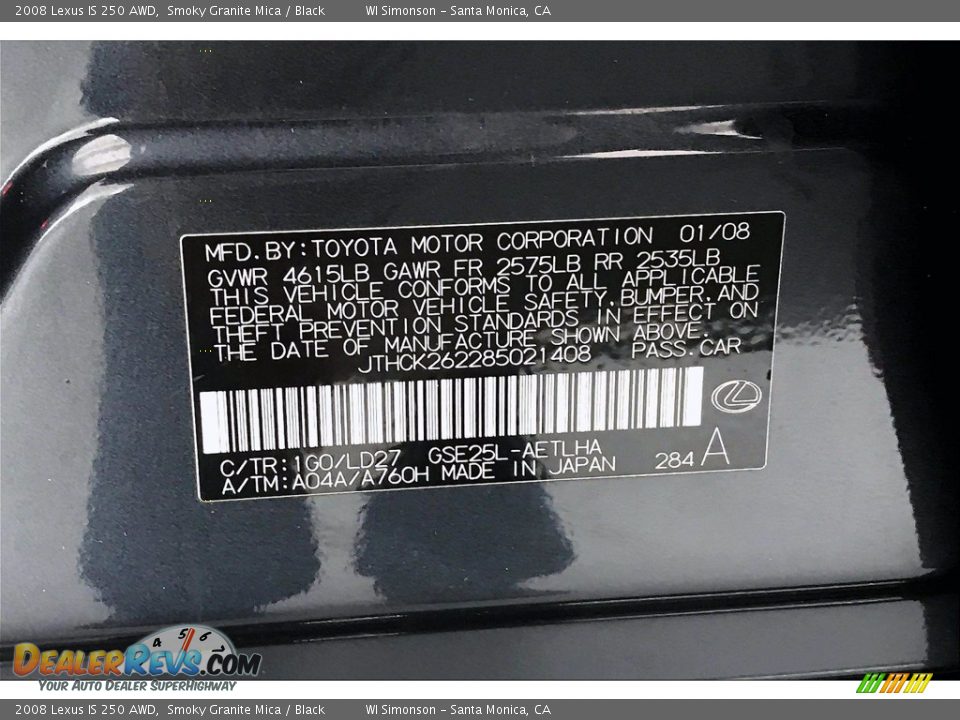 2008 Lexus IS 250 AWD, Smoky Granite Mica / Black WI Simonson - Santa Monica, CA
MFD.BY:TOYOTA MOTOR CORPORATION 01/08
GVWR 4615LB GAWR FR 2575LB RR 2535LB
THIS VEHICLE CONFORMS TO ALL APPLICABLE
FEDERAL MOTOR VEHICLE SAFETY,BUMPER,AND
THEFT PREVENTION STANDARDS IN EFFECT ON
THE DATE OF MANUFACTURE SHOWN ABOVE.
JTHCK262285021408 PASS.CAR
C/TR:1G0/LD27 GSE25L-AETLHA
A/TM:A04A/A760H MADE IN JAPAN 284 A
4 5 6
DEALERREVS.COM
YOUR AUTO DEALER SUPERHIGHWAY
2008 Lexus IS 250 AWD, Smoky Granite Mica / Black WI Simonson - Santa Monica, CA